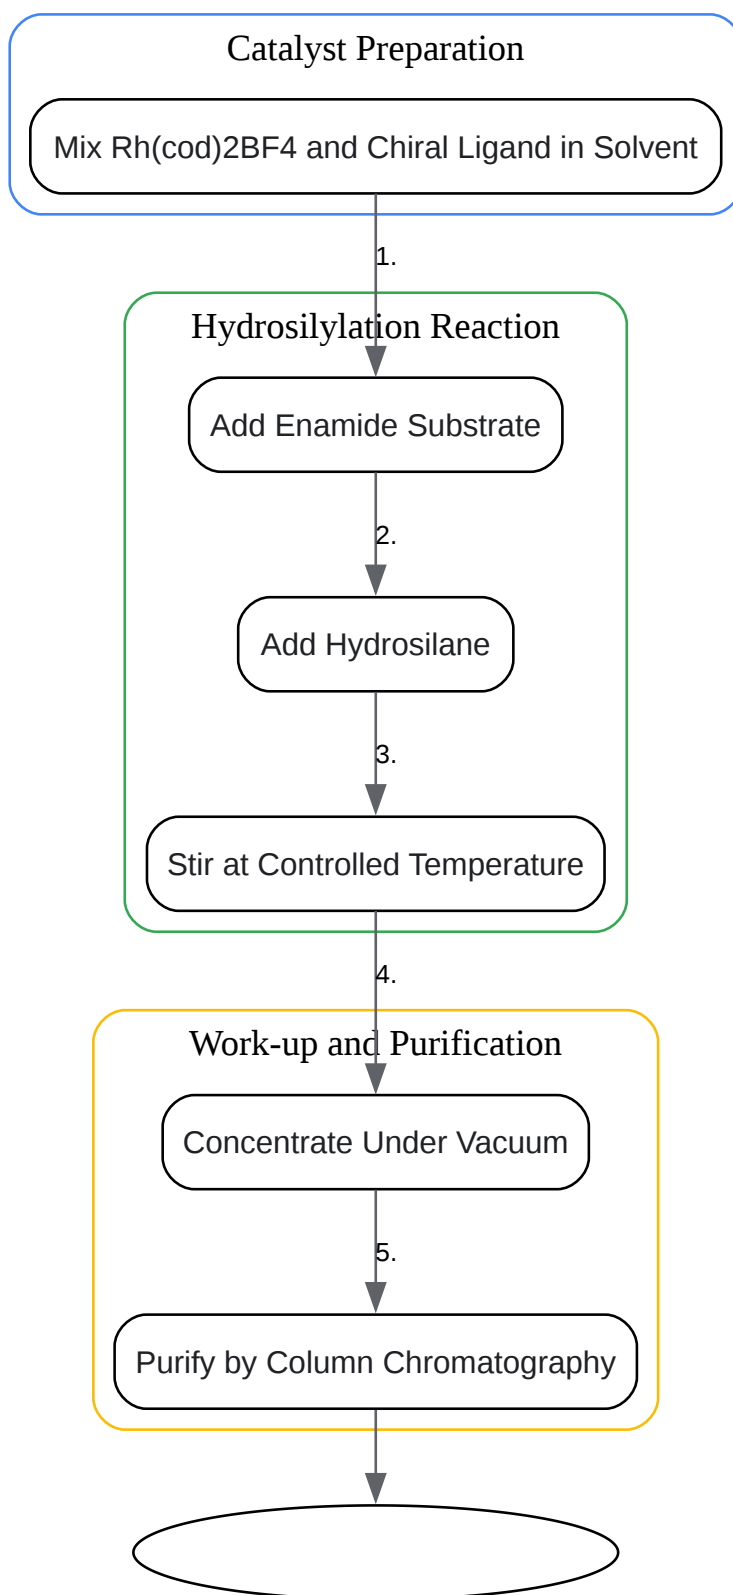 Catalyst Preparation
Mix Rh(cod)2BF4 and Chiral Ligand in Solvent
1.
Hydrosilylation Reaction
Add Enamide Substrate
2.
Add Hydrosilane
3.
Stir at Controlled Temperature
4.
Work-up and Purification
Concentrate Under Vacuum
5.
Purify by Column Chromatography